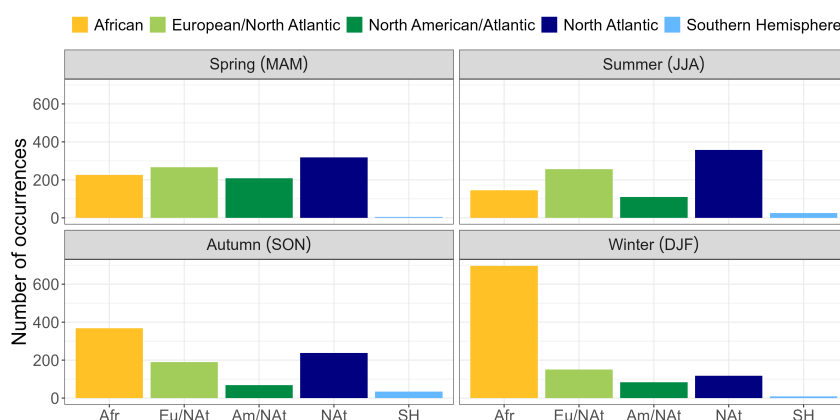 African European/North Atlantic North American/Atlantic North Atlantic Southern Hemisphere
Spring (MAM) Summer (JJA)
600
400
200
0
Number of occurrences
Autumn (SON) Winter (DJF)
600
400
200
0
Afr Eu/NAt Am/NAt NAt SH Afr Eu/NAt Am/NAt NAt SH